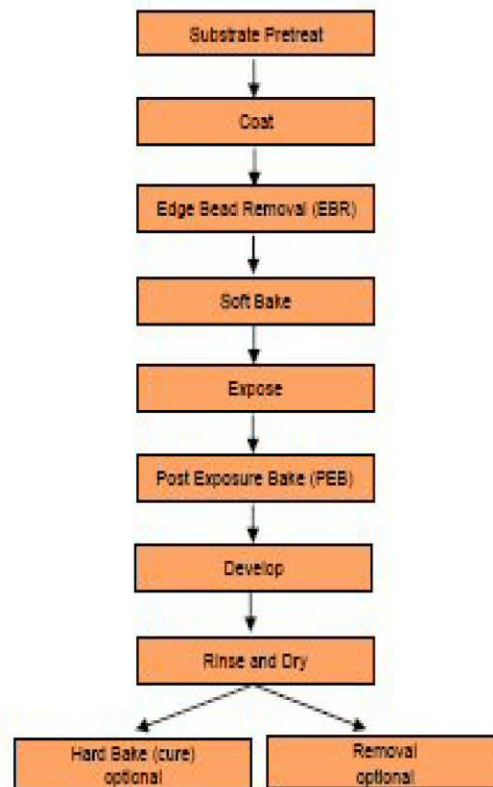 Substrate Pretreat
Coat
Edge Bead Removal (EBR)
Soft Bake
Expose
Post Exposure Bake (PEB)
Develop
Rinse and Dry
Hard Bake (cure)
optional
Removal
optional